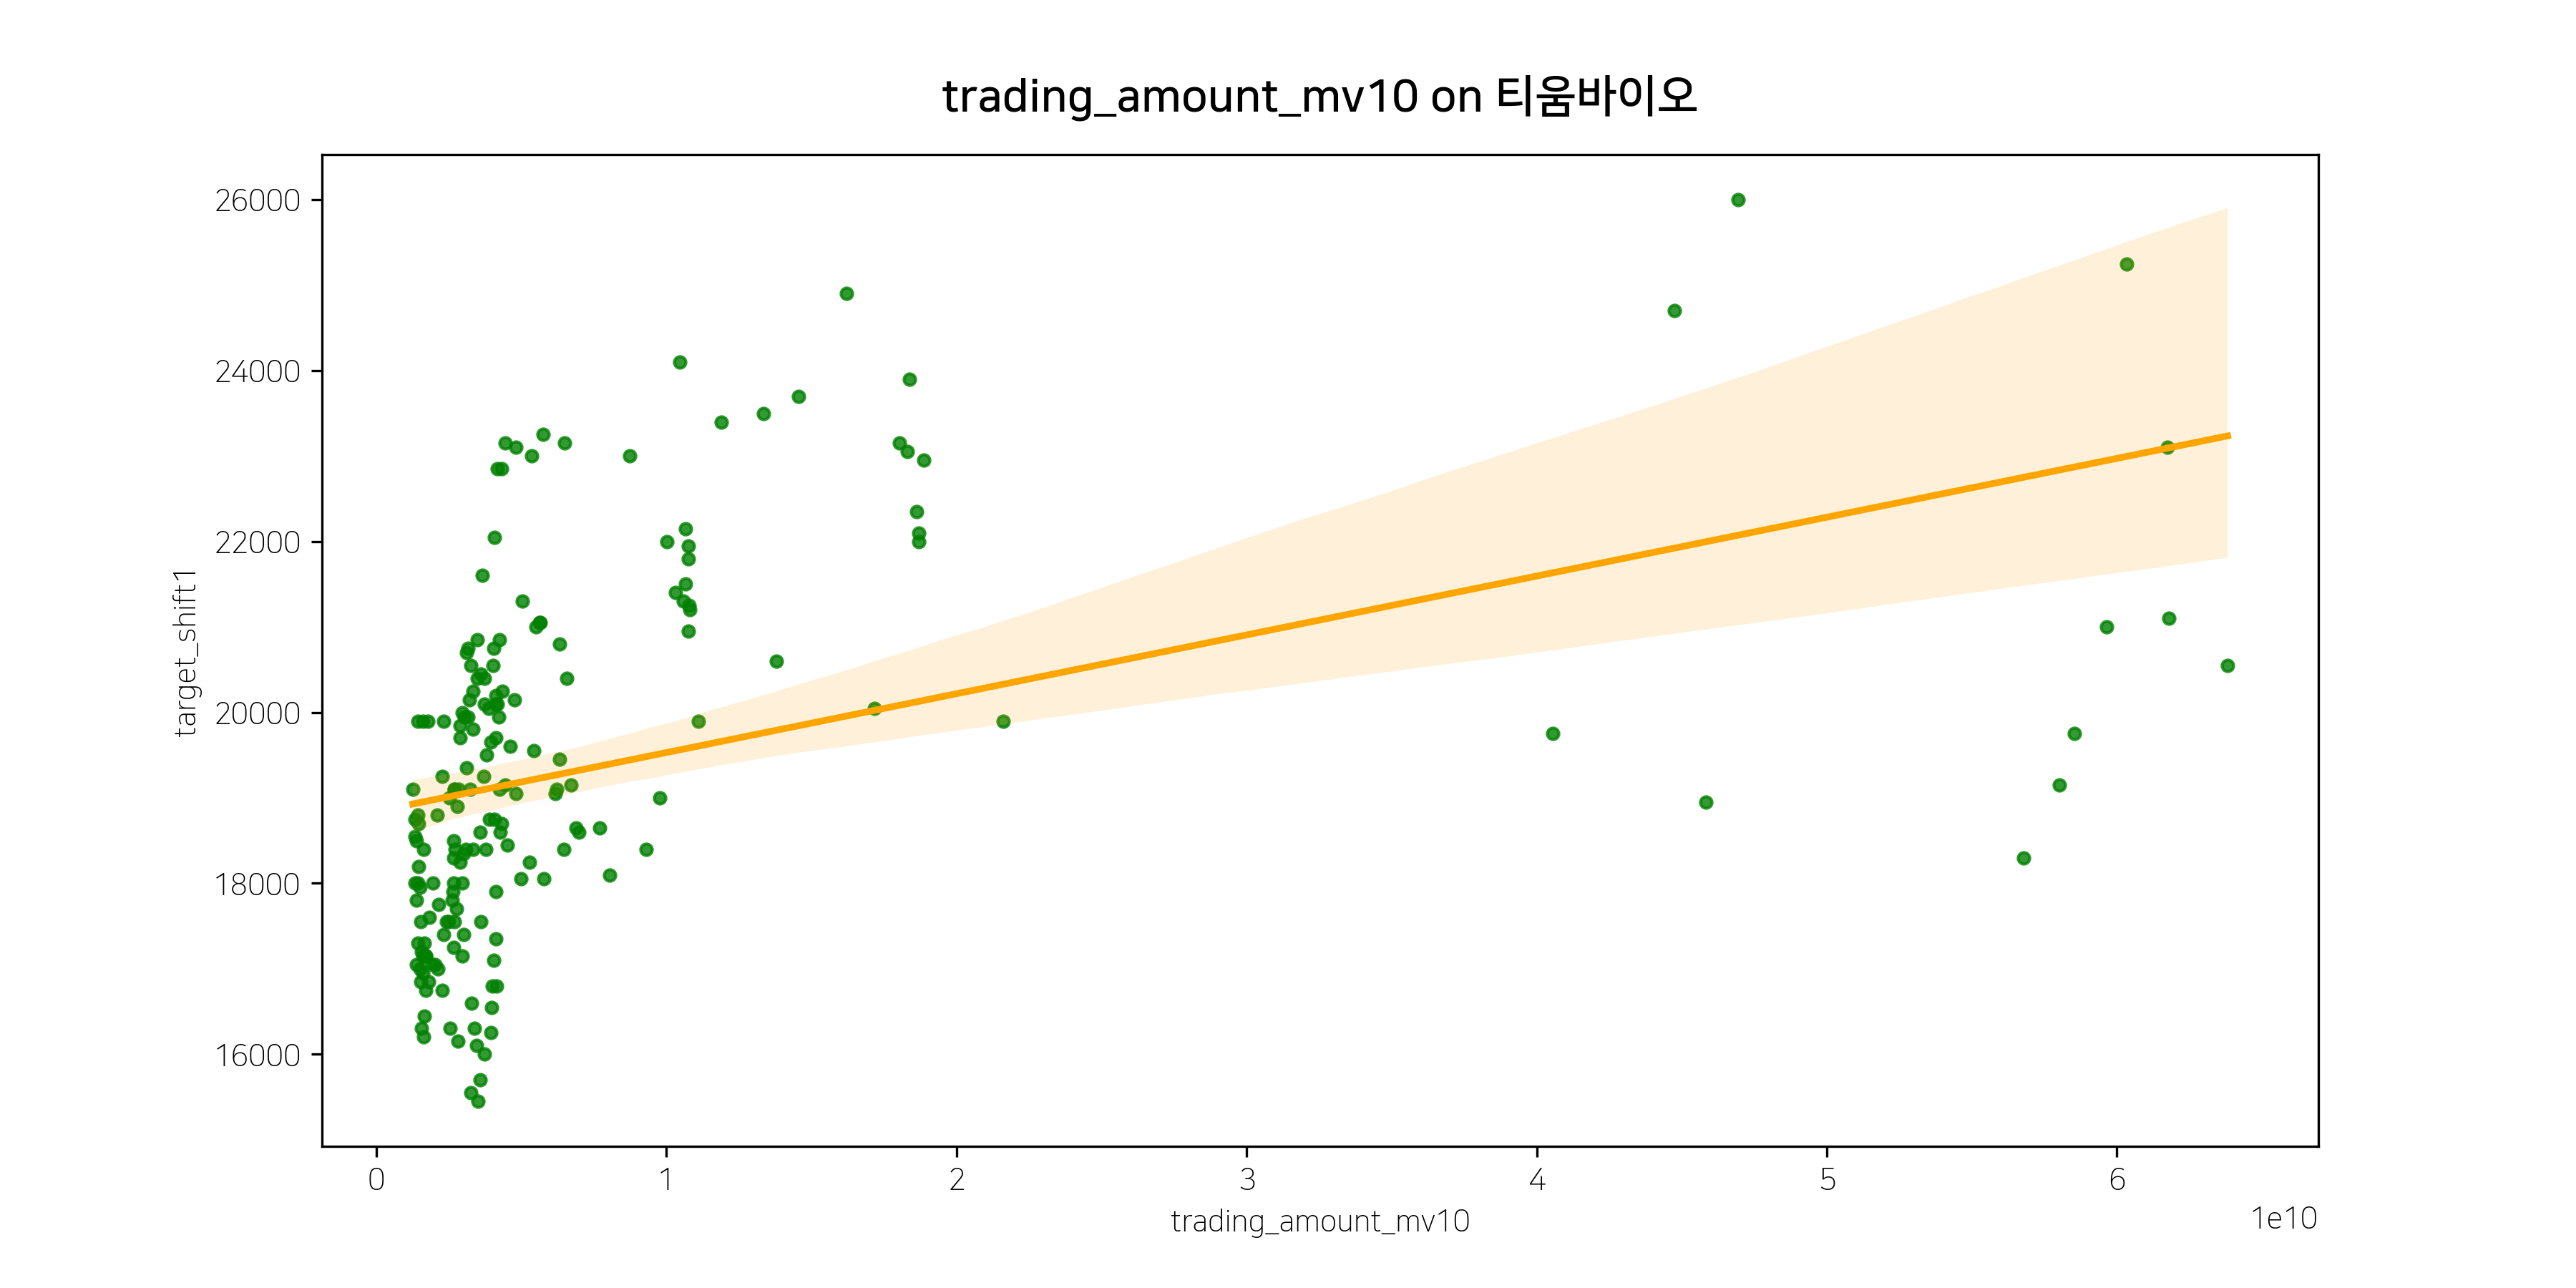 trading_amount_mv10 on 티움바이오
target_shift1
26000
24000
22000
20000
18000
16000
0 1 2 3 4 5 6
1e10
trading_amount_mv10